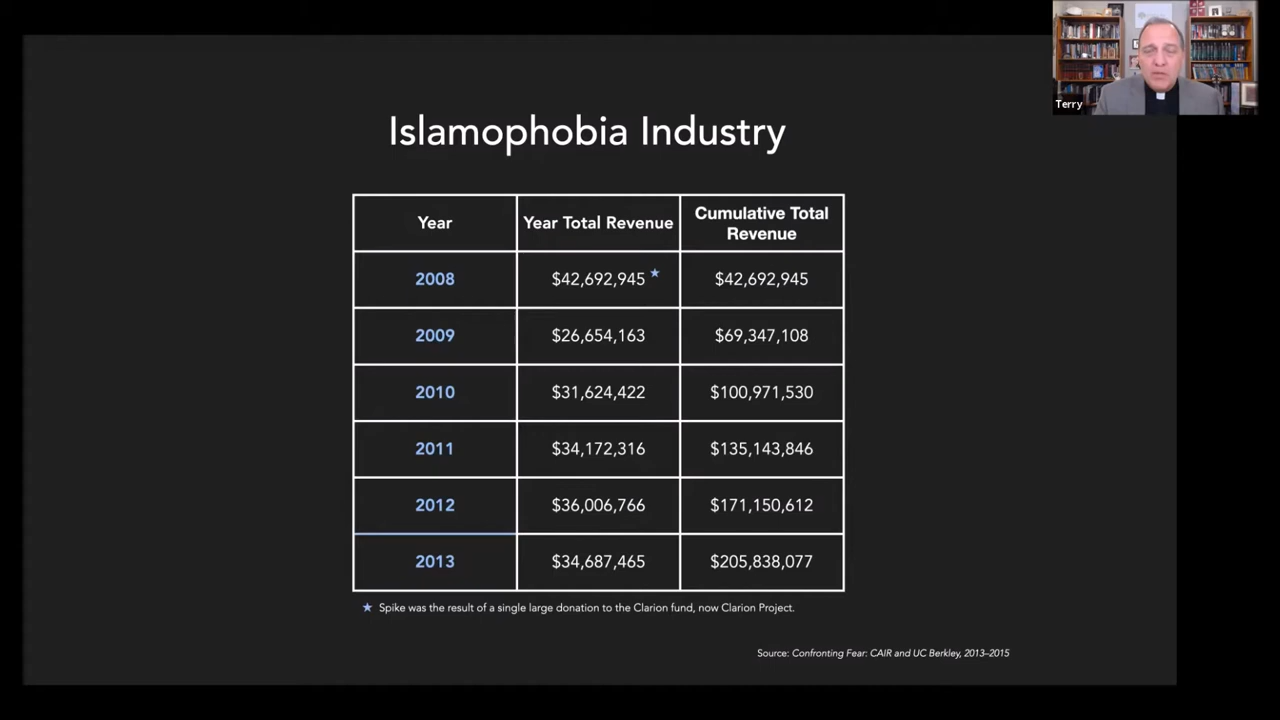 Terry
Islamophobia Industry
Year Year Total Revenue Cumulative Total
Revenue
2008 $42,692,945 ★ $42,692,945
2009 $26,654,163 $69,347,108
2010 $31,624,422 $100,971,530
2011 $34,172,316 $135,143,846
2012 $36,006,766 $171,150,612
2013 $34,687,465 $205,838,077
★ Spike was the result of a single large donation to the Clarion fund, now Clarion Project.
Source: Confronting Fear: CAIR and UC Berkley, 2013–2015